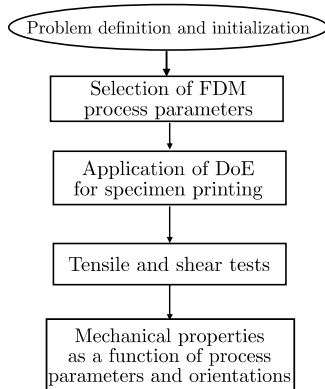 Problem definition and initialization
Selection of FDM
process parameters
Application of DoE
for specimen printing
Tensile and shear tests
Mechanical properties
as a function of process
parameters and orientations